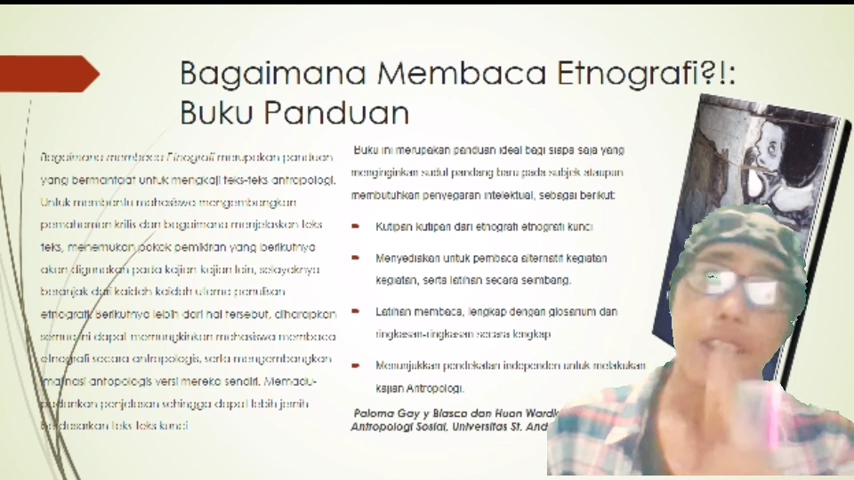 Bagaimana Membaca Etnografi?!:
Buku Panduan
Bagaimana membaca Etnografi merupakan panduan
yang bermanfaat untuk mengkaji teks-teks antropologi.
Untuk membantu mahasiswa mengembangkan
pemahaman kritis dan bagaimana menjelaskan teks
teks, menemukan pokok pemikiran yang berikutnya
akan digunakan pada kajian kajian lain, selayaknya
beranjak dari kaidah kaidah utama penulisan
etnografi. Berikutnya lebih dari hal tersebut, diharapkan
semua ini dapat memungkinkan mahasiswa membaca
etnografi secara antropologis, serta mengembangkan
imajinasi antopologis versi mereka sendiri. Memadu-
padankan penjelasan sehingga dapat lebih jernih
berdasarkan teks teks kunci
Buku ini merupakan panduan ideal bagi siapa saja yang
menginginkan sudut pandang baru pada subjek ataupun
membutuhkan penyegaran intelektual, sebagai berikut:
Kutipan kutipan dari etnografi etnografi kunci
Menyediakan untuk pembaca alternatif kegiatan
kegiatan, serta latihan secara seimbang.
Latihan membaca, lengkap dengan glosarium dan
ringkasan-ringkasan secara lengkap
Menunjukkan pendekatan independen untuk melakukan
kajian Antropologi.
Paloma Gay y Blasco dan Huan
Antropologi Sosial, Universitas St.